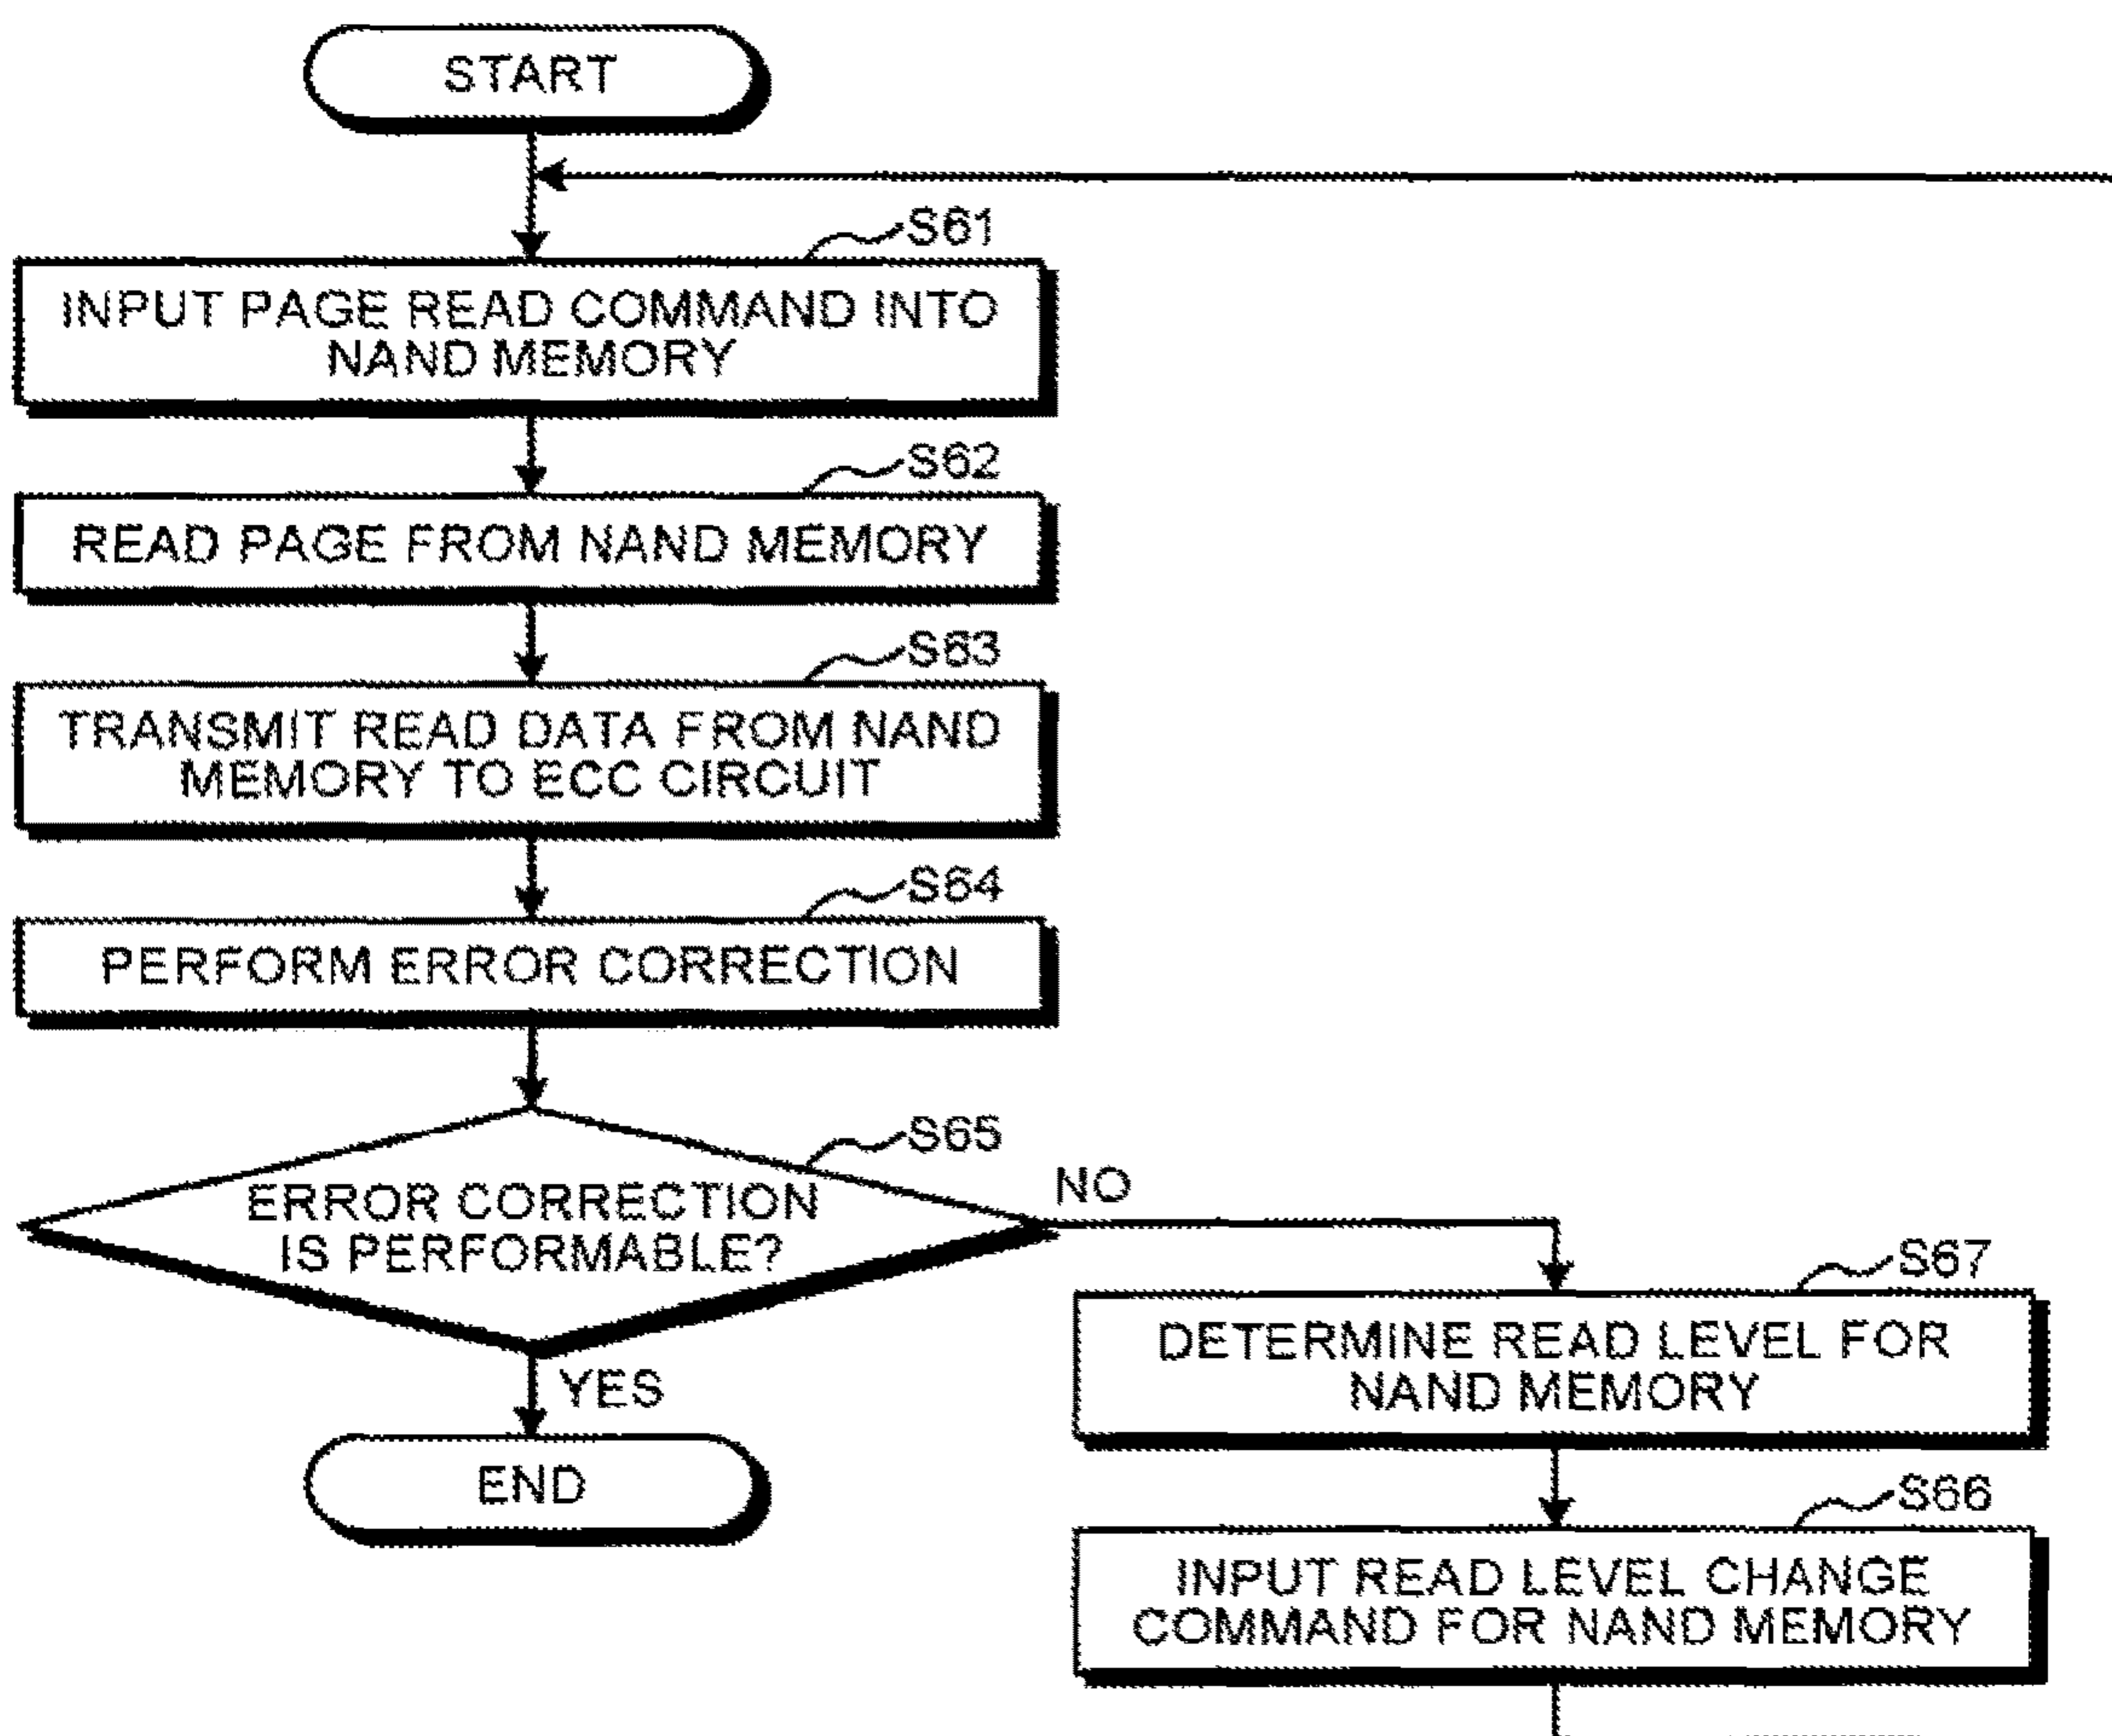 START
S61
INPUT PAGE READ COMMAND INTO
NAND MEMORY
S62
READ PAGE FROM NAND MEMORY
S63
TRANSMIT READ DATA FROM NAND
MEMORY TO ECC CIRCUIT
S64
PERFORM ERROR CORRECTION
S65
ERROR CORRECTION
IS PERFORMABLE?
NO
YES
END
S67
DETERMINE READ LEVEL FOR
NAND MEMORY
S66
INPUT READ LEVEL CHANGE
COMMAND FOR NAND MEMORY